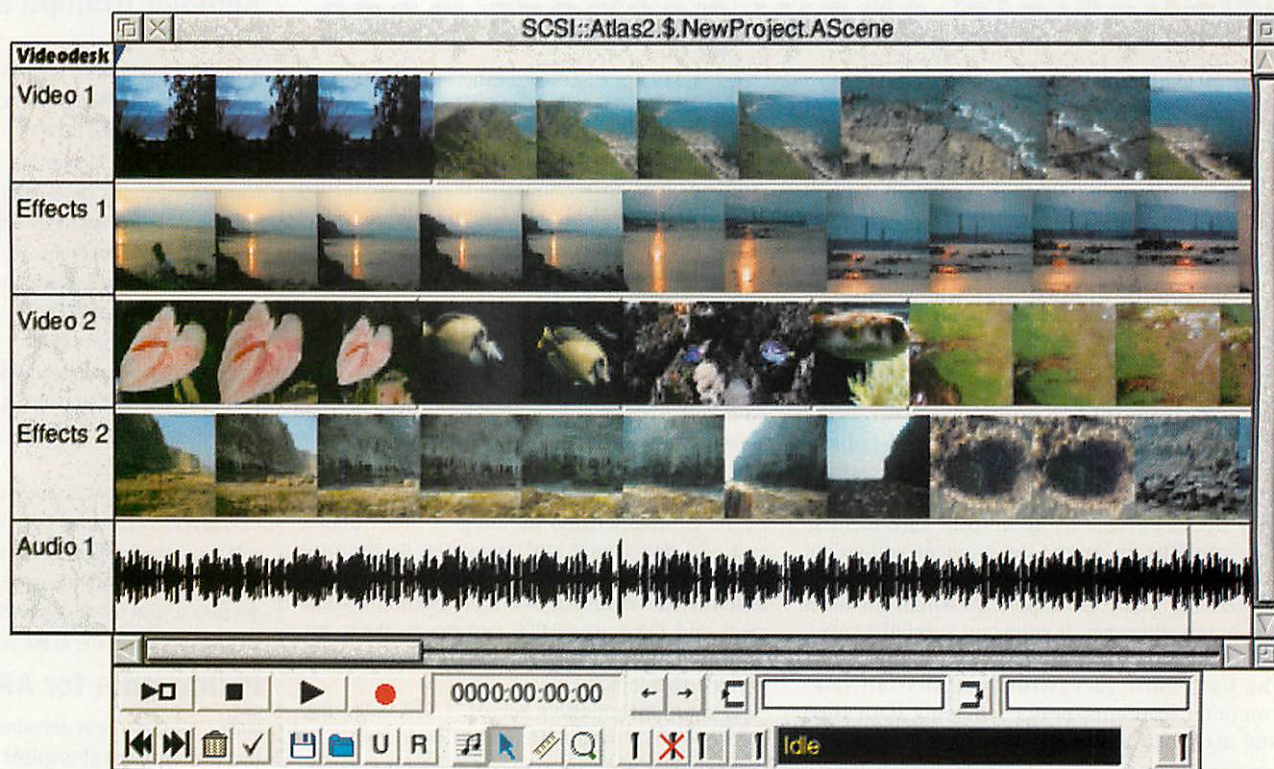 SCSI::Atlas2.$.NewProject.AScene
Videodesk
Video 1
Effects 1
Video 2
Effects 2
Audio 1
0000:00:00:00
U R
Idle